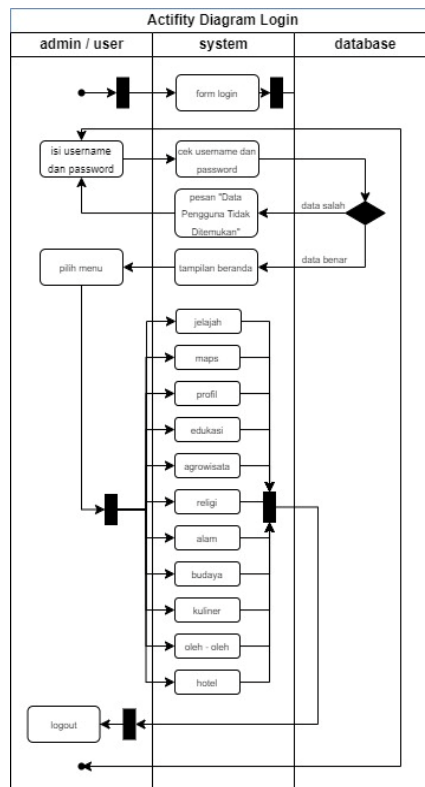 Actifity Diagram Login
admin / user
system
database
form login
isi username
dan password
cek username dan
password
pesan "Data
Pengguna Tidak
Ditemukan"
data salah
pilih menu
tampilan beranda
data benar
jelajah
maps
profil
edukasi
agrowisata
religi
alam
budaya
kuliner
oleh - oleh
hotel
logout